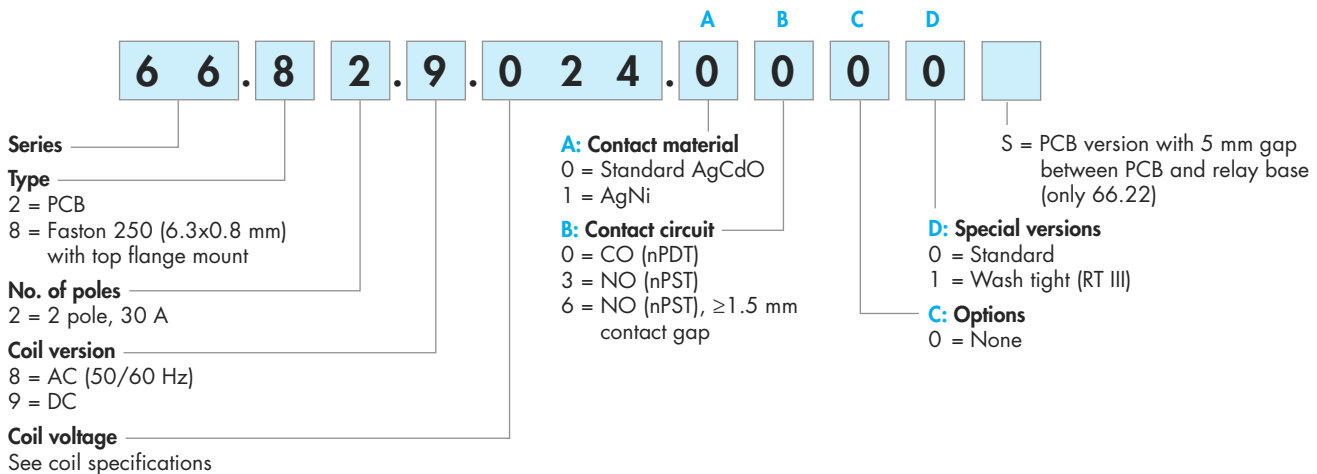 A B C D
6 6 . 8 2 . 9 . 0 2 4 . 0 0 0 0
Series
Type
2 = PCB
8 = Faston 250 (6.3x0.8 mm)
with top flange mount
No. of poles
2 = 2 pole, 30 A
Coil version
8 = AC (50/60 Hz)
9 = DC
Coil voltage
See coil specifications
A: Contact material
0 = Standard AgCdO
1 = AgNi
B: Contact circuit
0 = CO (nPDT)
3 = NO (nPST)
6 = NO (nPST), ≥1.5 mm
contact gap
S = PCB version with 5 mm gap
between PCB and relay base
(only 66.22)
D: Special versions
0 = Standard
1 = Wash tight (RT III)
C: Options
0 = None